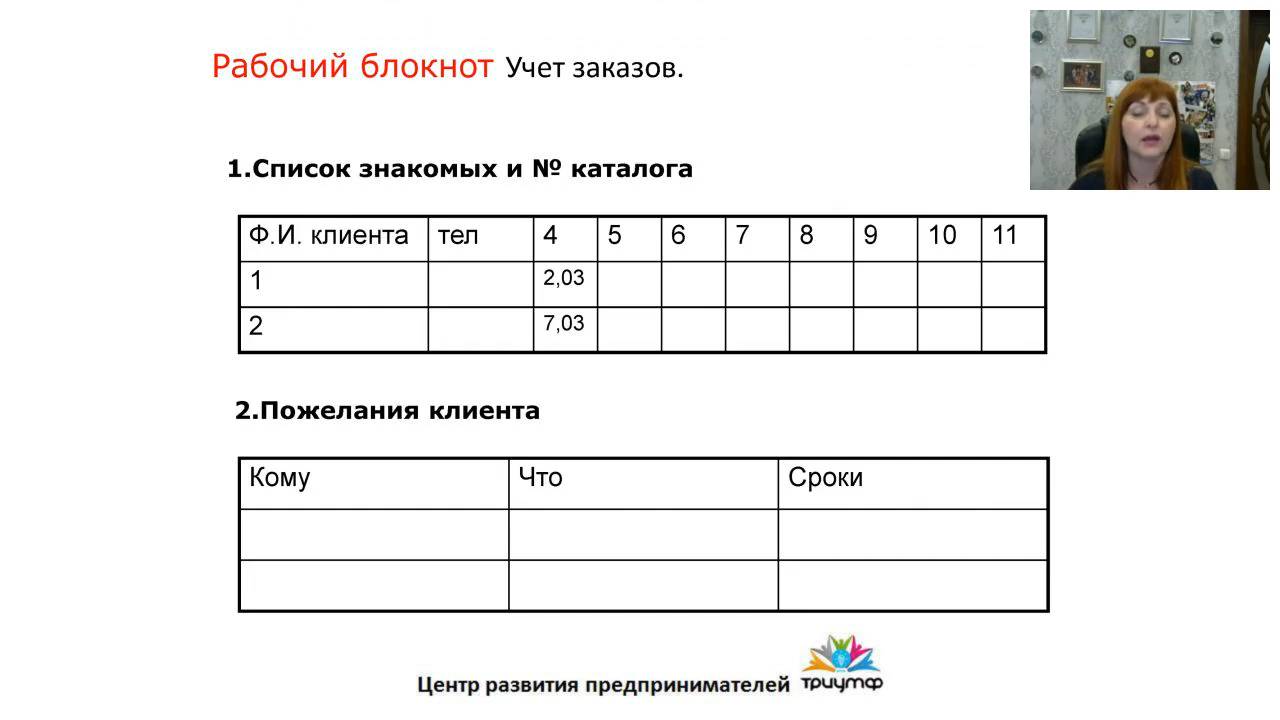 Рабочий блокнот Учет заказов.
1.Список знакомых и № каталога
Ф.И. клиента тел 4 5 6 7 8 9 10 11
1 2,03
2 7,03
2.Пожелания клиента
Кому Что Сроки
Центр развития предпринимателей триумф